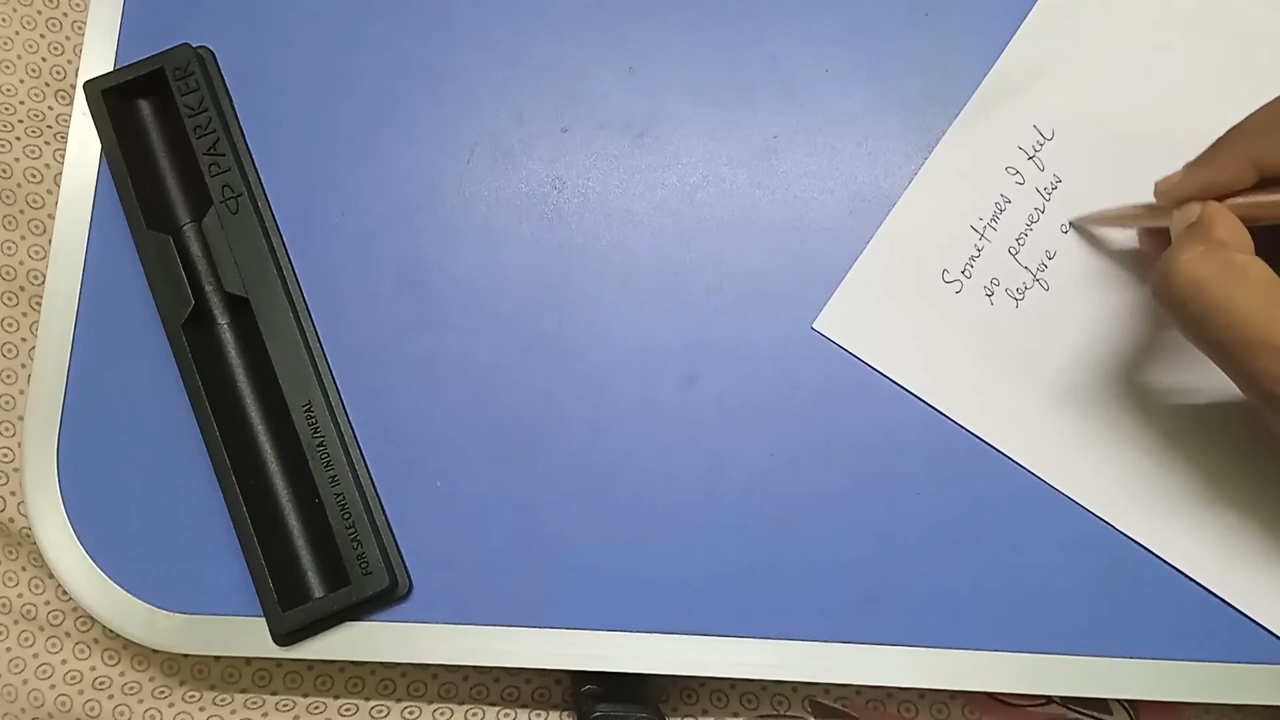 PARKER
FOR SALE ONLY IN INDIA/NEPAL
Sometimes I feel
so powerless
before e